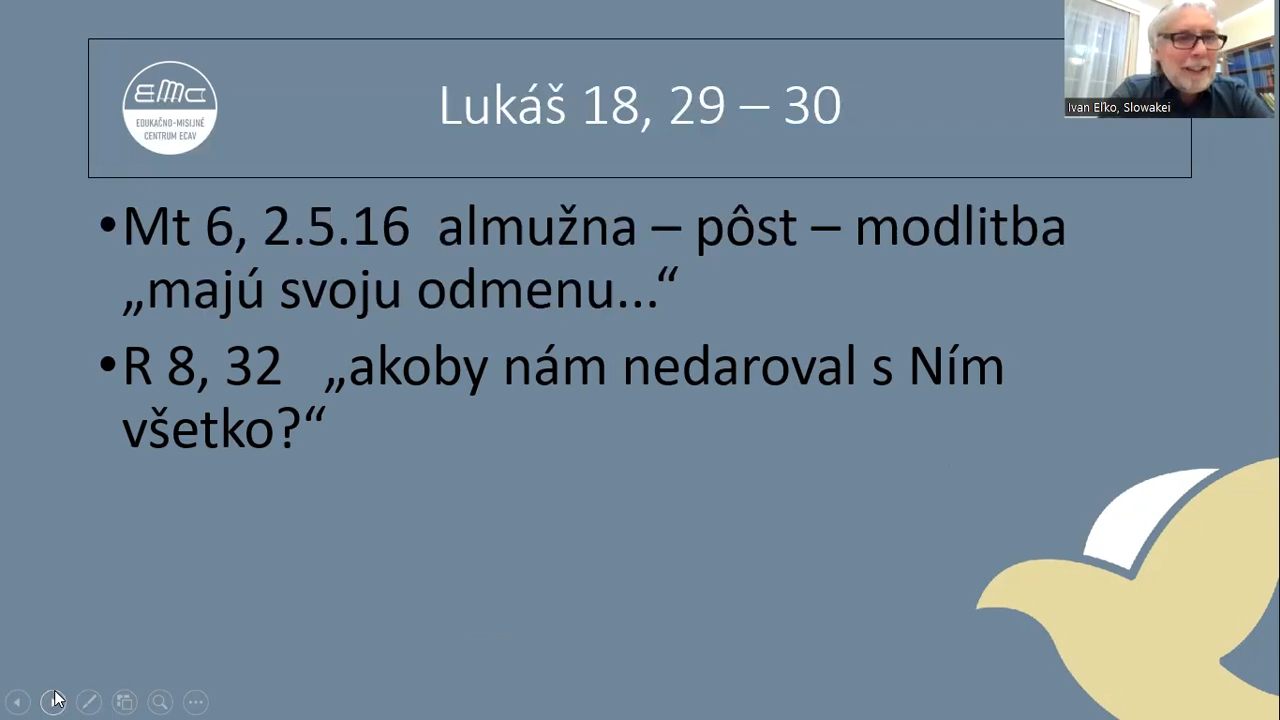 EMC
EDUKAČNO-MISIJNÉ
CENTRUM ECAV
Lukáš 18, 29 – 30
Ivan Eľko, Slowakei
•Mt 6, 2.5.16 almužna – pôst – modlitba
„majú svoju odmenu...“
•R 8, 32 „akoby nám nedaroval s Ním
všetko?“